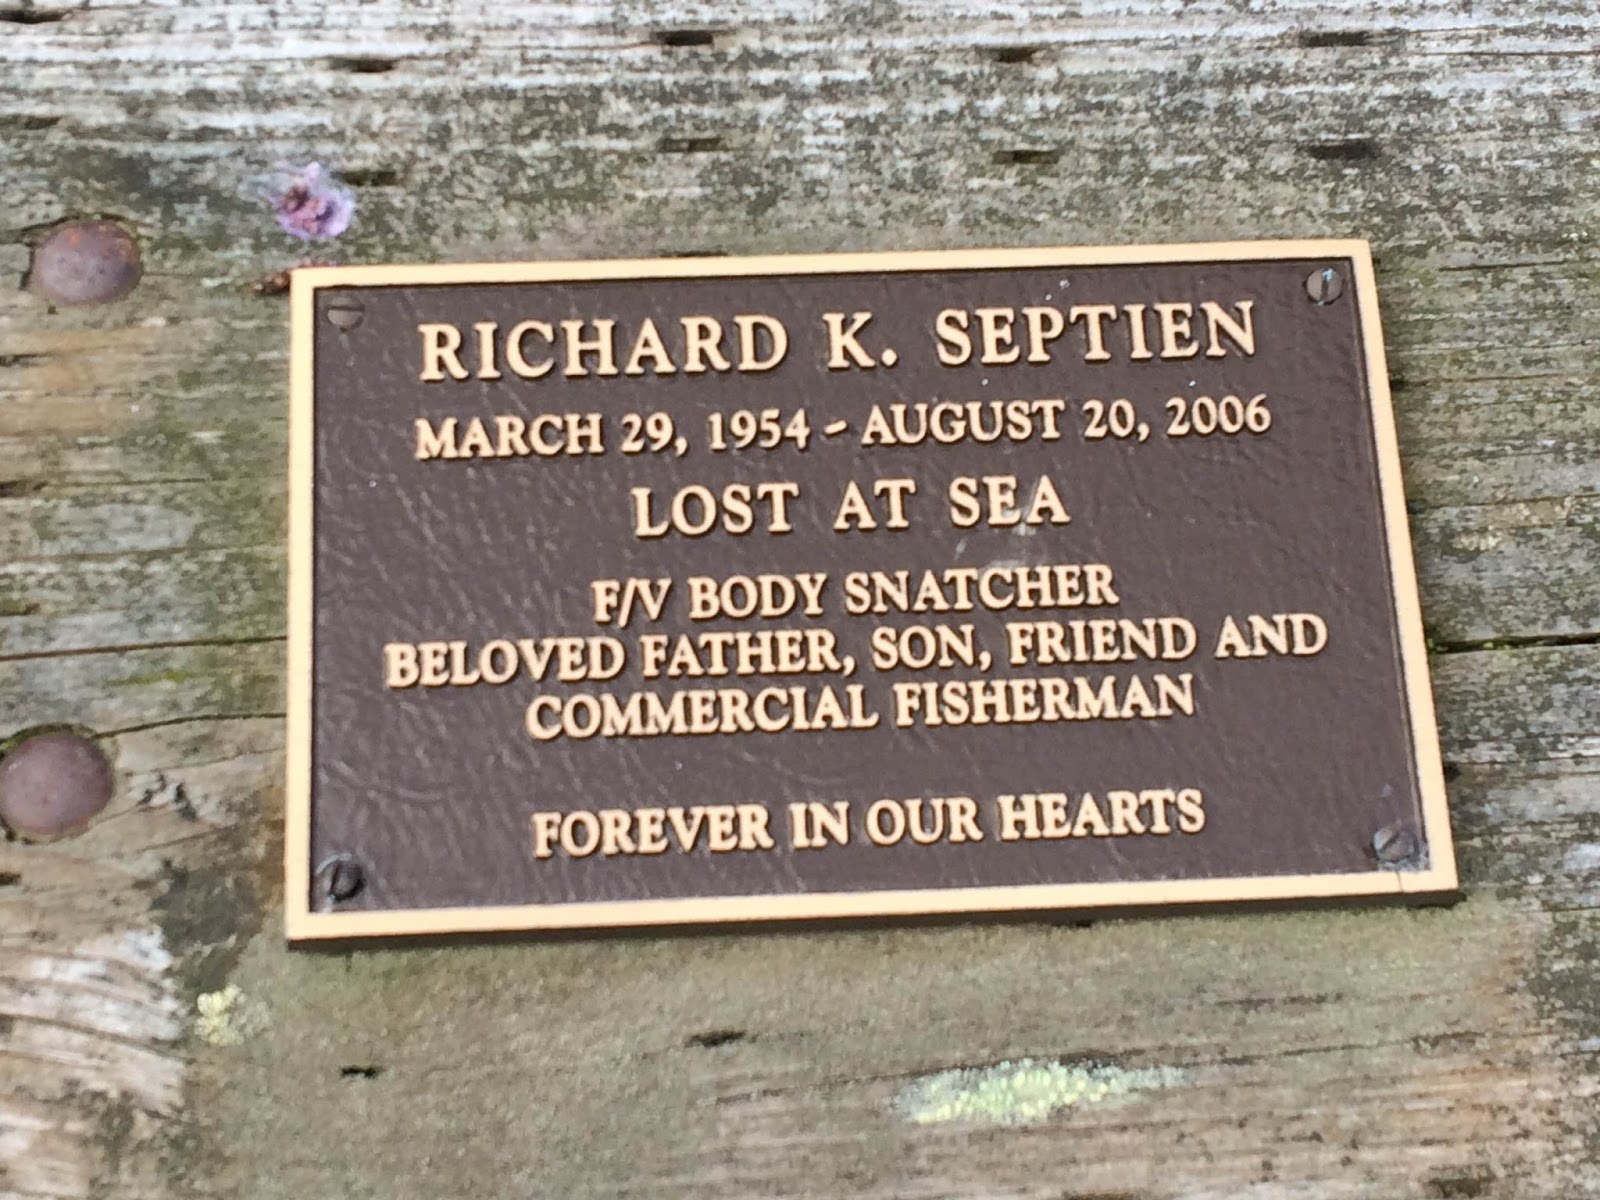 RICHARD K. SEPTIEN
MARCH 29, 1954 - AUGUST 20, 2006
LOST AT SEA
F/V BODY SNATCHER
BELOVED FATHER, SON, FRIEND AND
COMMERCIAL FISHERMAN
FOREVER IN OUR HEARTS